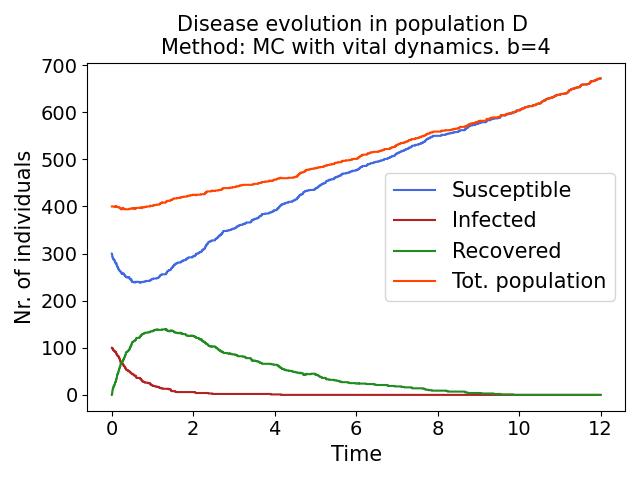 Disease evolution in population D
Method: MC with vital dynamics. b=4
Nr. of individuals
700
600
500
400
300
200
100
0
Susceptible
Infected
Recovered
Tot. population
0 2 4 6 8 10 12
Time